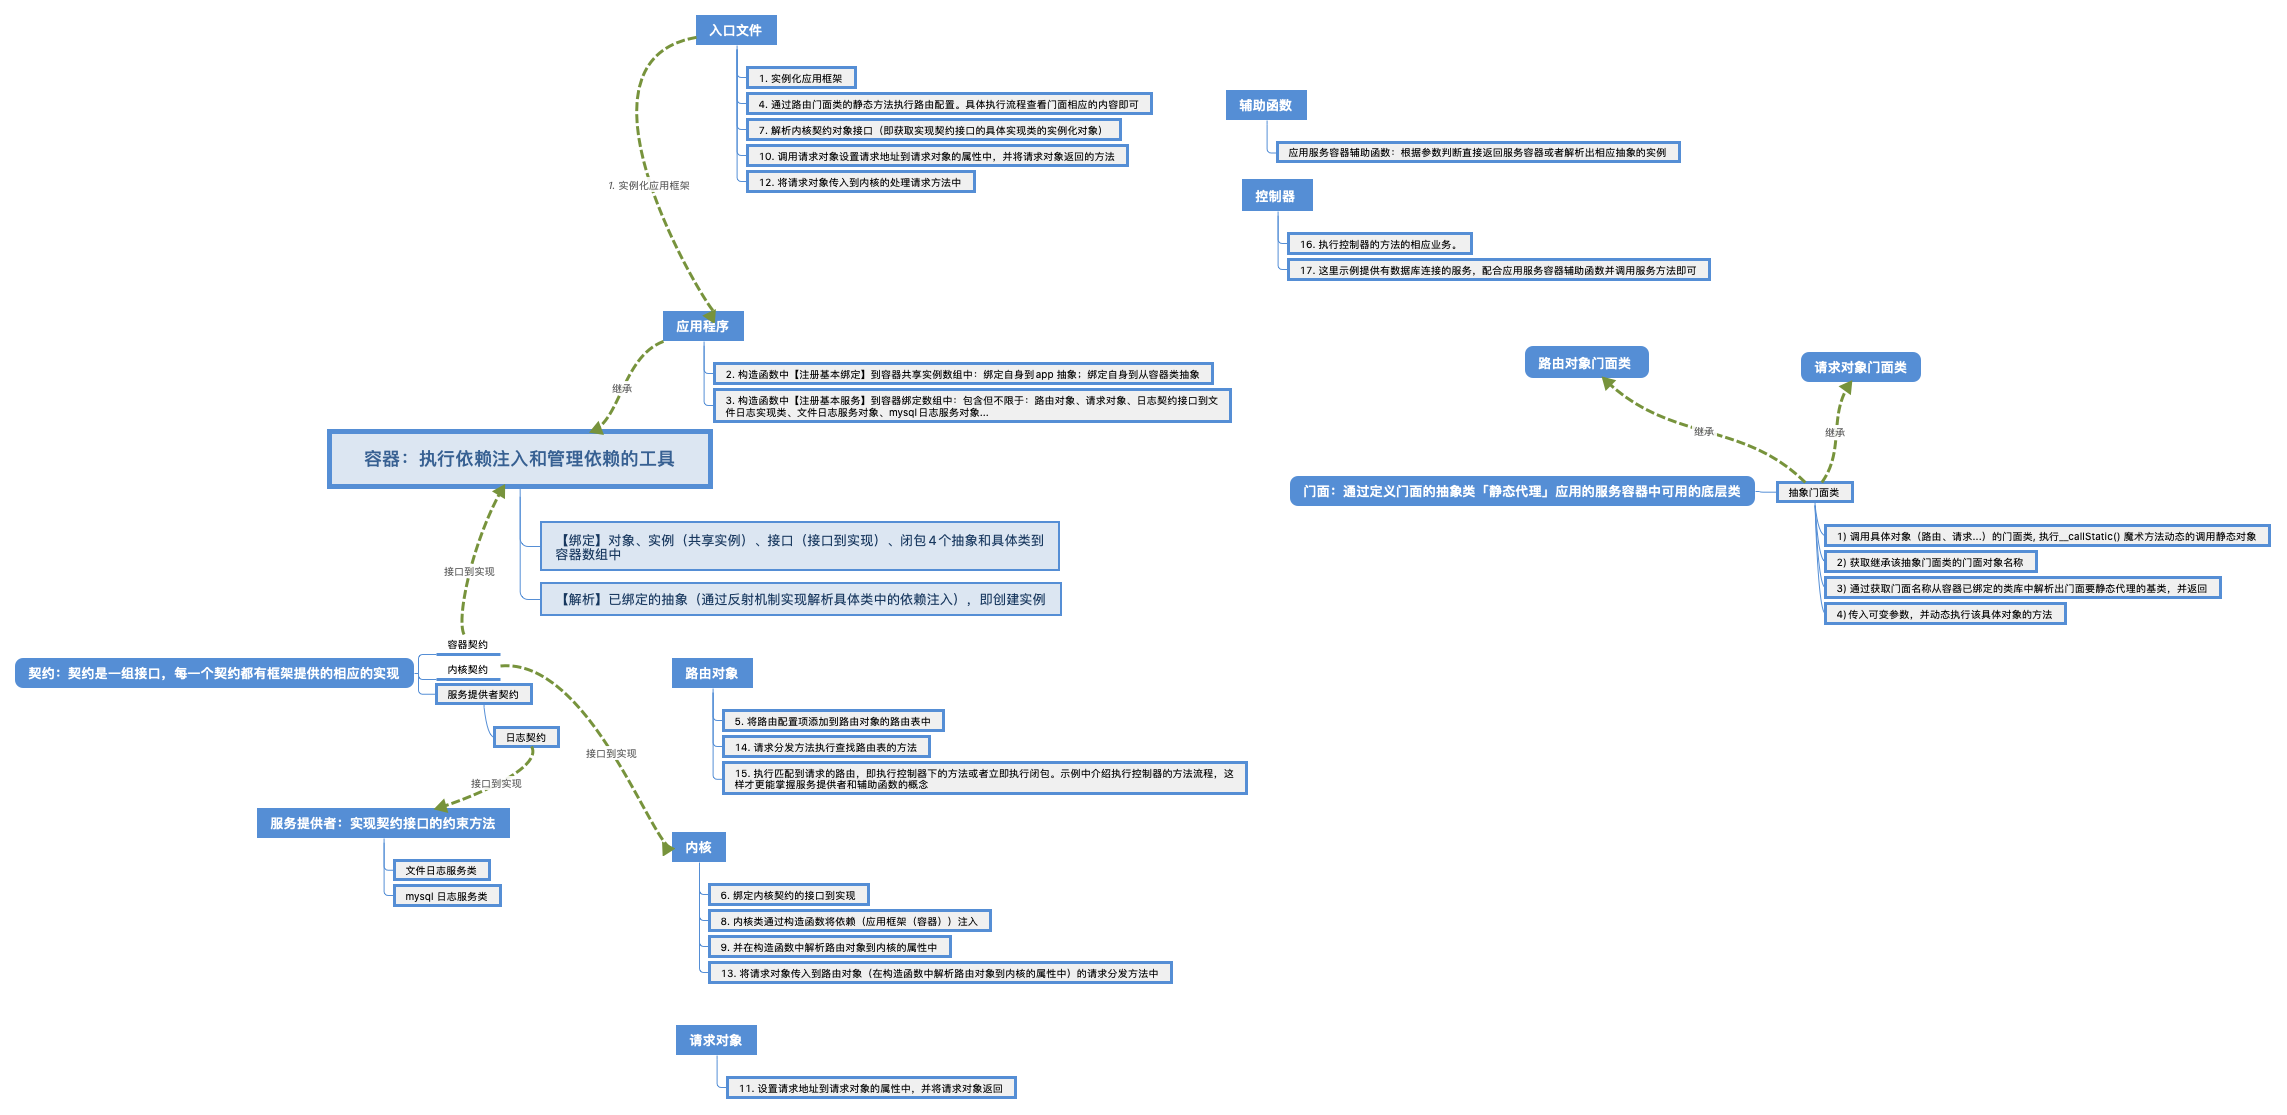 入口文件
1. 实例化应用框架
4. 通过路由门面类的静态方法执行路由配置。具体执行流程查看门面相应的内容即可
7. 解析内核契约对象接口（即获取实现契约接口的具体实现类的实例化对象）
10. 调用请求对象设置请求地址到请求对象的属性中，并将请求对象返回的方法
12. 将请求对象传入到内核的处理请求方法中
1. 实例化应用框架
辅助函数
应用服务容器辅助函数：根据参数判断直接返回服务容器或者解析出相应抽象的实例
控制器
16. 执行控制器的方法的相应业务。
17. 这里示例提供有数据库连接的服务，配合应用服务容器辅助函数并调用服务方法即可
应用程序
2. 构造函数中【注册基本绑定】到容器共享实例数组中：绑定自身到app 抽象；绑定自身到从容器类抽象
3. 构造函数中【注册基本服务】到容器绑定数组中：包含但不限于：路由对象、请求对象、日志契约接口到文
件日志实现类、文件日志服务对象、mysql日志服务对象...
继承
容器：执行依赖注入和管理依赖的工具
【绑定】对象、实例（共享实例）、接口（接口到实现）、闭包4个抽象和具体类到
容器数组中
【解析】已绑定的抽象（通过反射机制实现解析具体类中的依赖注入），即创建实例
接口到实现
路由对象门面类
请求对象门面类
继承
继承
门面：通过定义门面的抽象类「静态代理」应用的服务容器中可用的底层类
抽象门面类
1) 调用具体对象（路由、请求...）的门面类, 执行__callStatic() 魔术方法动态的调用静态对象
2) 获取继承该抽象门面类的门面对象名称
3) 通过获取门面名称从容器已绑定的类库中解析出门面要静态代理的基类，并返回
4)传入可变参数，并动态执行该具体对象的方法
契约：契约是一组接口，每一个契约都有框架提供的相应的实现
容器契约
内核契约
服务提供者契约
日志契约
接口到实现
接口到实现
服务提供者：实现契约接口的约束方法
文件日志服务类
mysql 日志服务类
路由对象
5. 将路由配置项添加到路由对象的路由表中
14. 请求分发方法执行查找路由表的方法
15. 执行匹配到请求的路由，即执行控制器下的方法或者立即执行闭包。示例中介绍执行控制器的方法流程，这
样才更能掌握服务提供者和辅助函数的概念
内核
6. 绑定内核契约的接口到实现
8. 内核类通过构造函数将依赖（应用框架（容器））注入
9. 并在构造函数中解析路由对象到内核的属性中
13. 将请求对象传入到路由对象（在构造函数中解析路由对象到内核的属性中）的请求分发方法中
请求对象
11. 设置请求地址到请求对象的属性中，并将请求对象返回